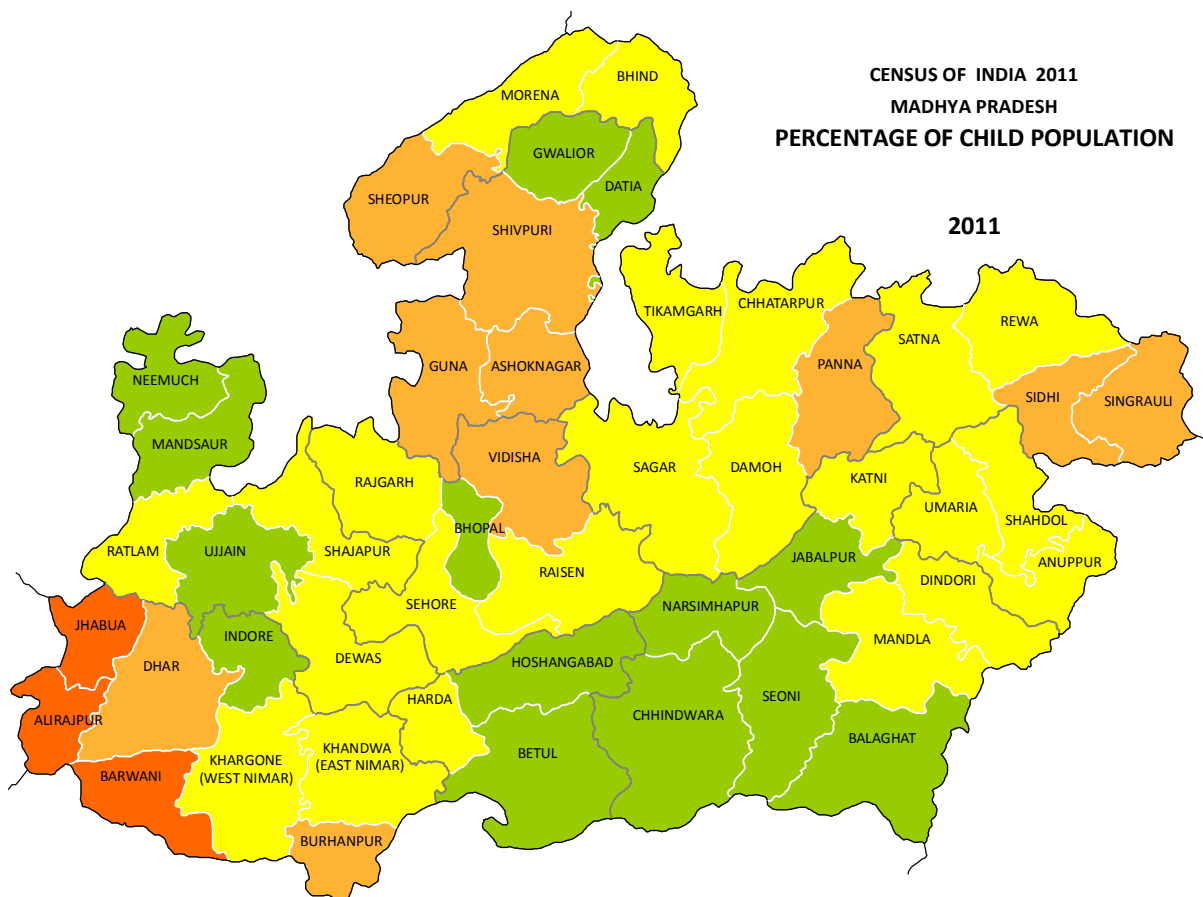 CENSUS OF INDIA 2011
MADHYA PRADESH
PERCENTAGE OF CHILD POPULATION
2011
BHIND
MORENA
GWALIOR
DATIA
SHEOPUR
SHIVPURI
TIKAMGARH
CHHATARPUR
REWA
SATNA
PANNA
GUNA
ASHOKNAGAR
NEEMUCH
SIDHI
SINGRAULI
MANDSAUR
VIDISHA
SAGAR
DAMOH
RAJGARH
KATNI
UMARIA
SHAHDOL
BHOPAL
RATLAM
UJJAIN
SHAJAPUR
RAISEN
JABALPUR
ANUPPUR
DINDORI
SEHORE
NARSIMHAPUR
JHABUA
INDORE
MANDLA
DEWAS
HOSHANGABAD
DHAR
SEONI
HARDA
ALIRAJPUR
CHHINDWARA
BALAGHAT
KHANDWA
(EAST NIMAR)
BETUL
KHARGONE
(WEST NIMAR)
BARWANI
BURHANPUR